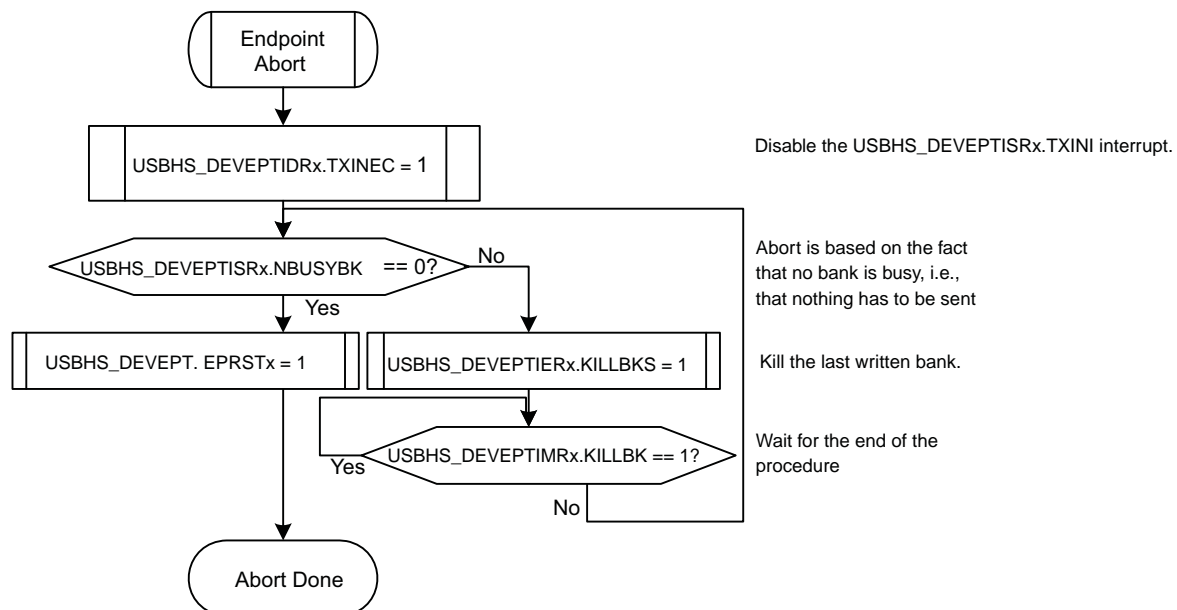 Endpoint
Abort
USBHS_DEVEPTIDRx.TXINEC = 1
Disable the USBHS_DEVEPTISRx.TXINI interrupt.
USBHS_DEVEPTISRx.NBUSYBK == 0?
No
Yes
Abort is based on the fact
that no bank is busy, i.e.,
that nothing has to be sent
USBHS_DEVEPT. EPRSTx = 1
USBHS_DEVEPTIERx.KILLBKS = 1
Kill the last written bank.
Yes
USBHS_DEVEPTIMRx.KILLBK == 1?
No
Wait for the end of the
procedure
Abort Done